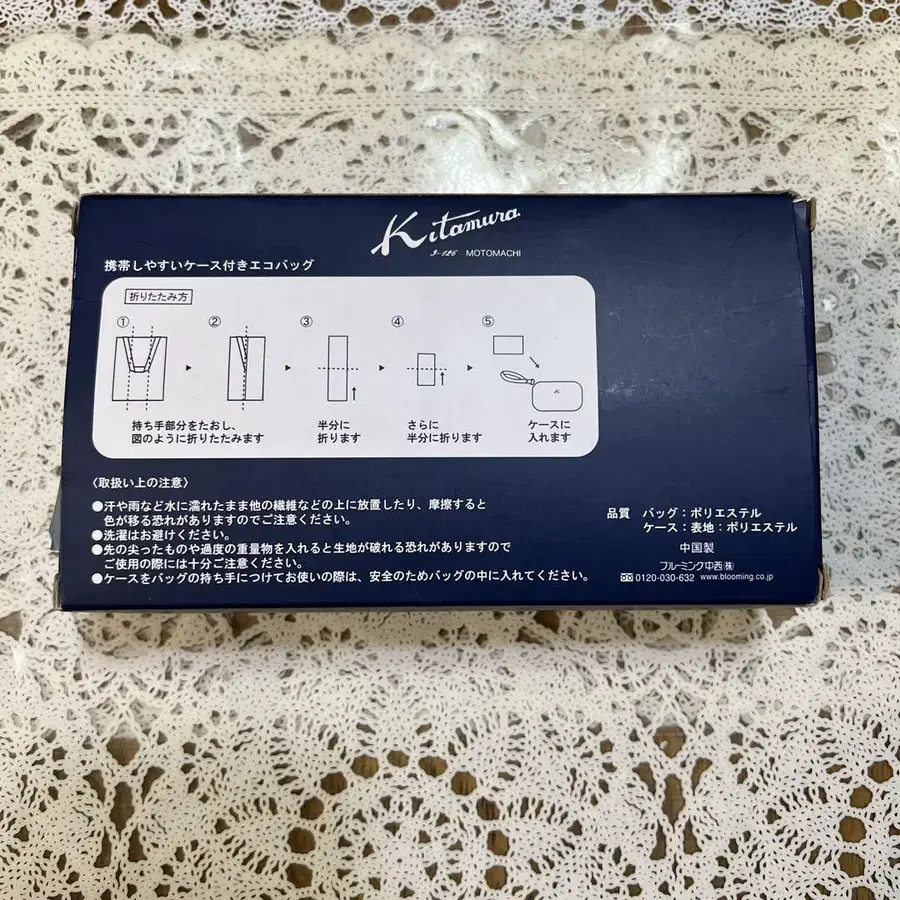 Kitamura
3-126 MOTOMACHI
携帯しやすいケース付きエコバッグ
折りたたみ方
① ② ③ ④ ⑤
K
持ち手部分をたおし、
図のように折りたたみます
半分に
折ります
さらに
半分に折ります
ケースに
入れます
〈取扱い上の注意〉
●汗や雨など水に濡れたまま他の繊維などの上に放置したり、摩擦すると
色が移る恐れがありますのでご注意ください。
●洗濯はお避けください。
●先の尖ったものや過度の重量物を入れると生地が破れる恐れがありますので
ご使用の際には十分ご注意ください。
●ケースをバッグの持ち手につけてお使いの際は、安全のためバッグの中に入れてください。
品質 バッグ:ポリエステル
ケース:表地:ポリエステル
中国製
ブルーミング中西㈱
0120-030-632 www.blooming.co.jp